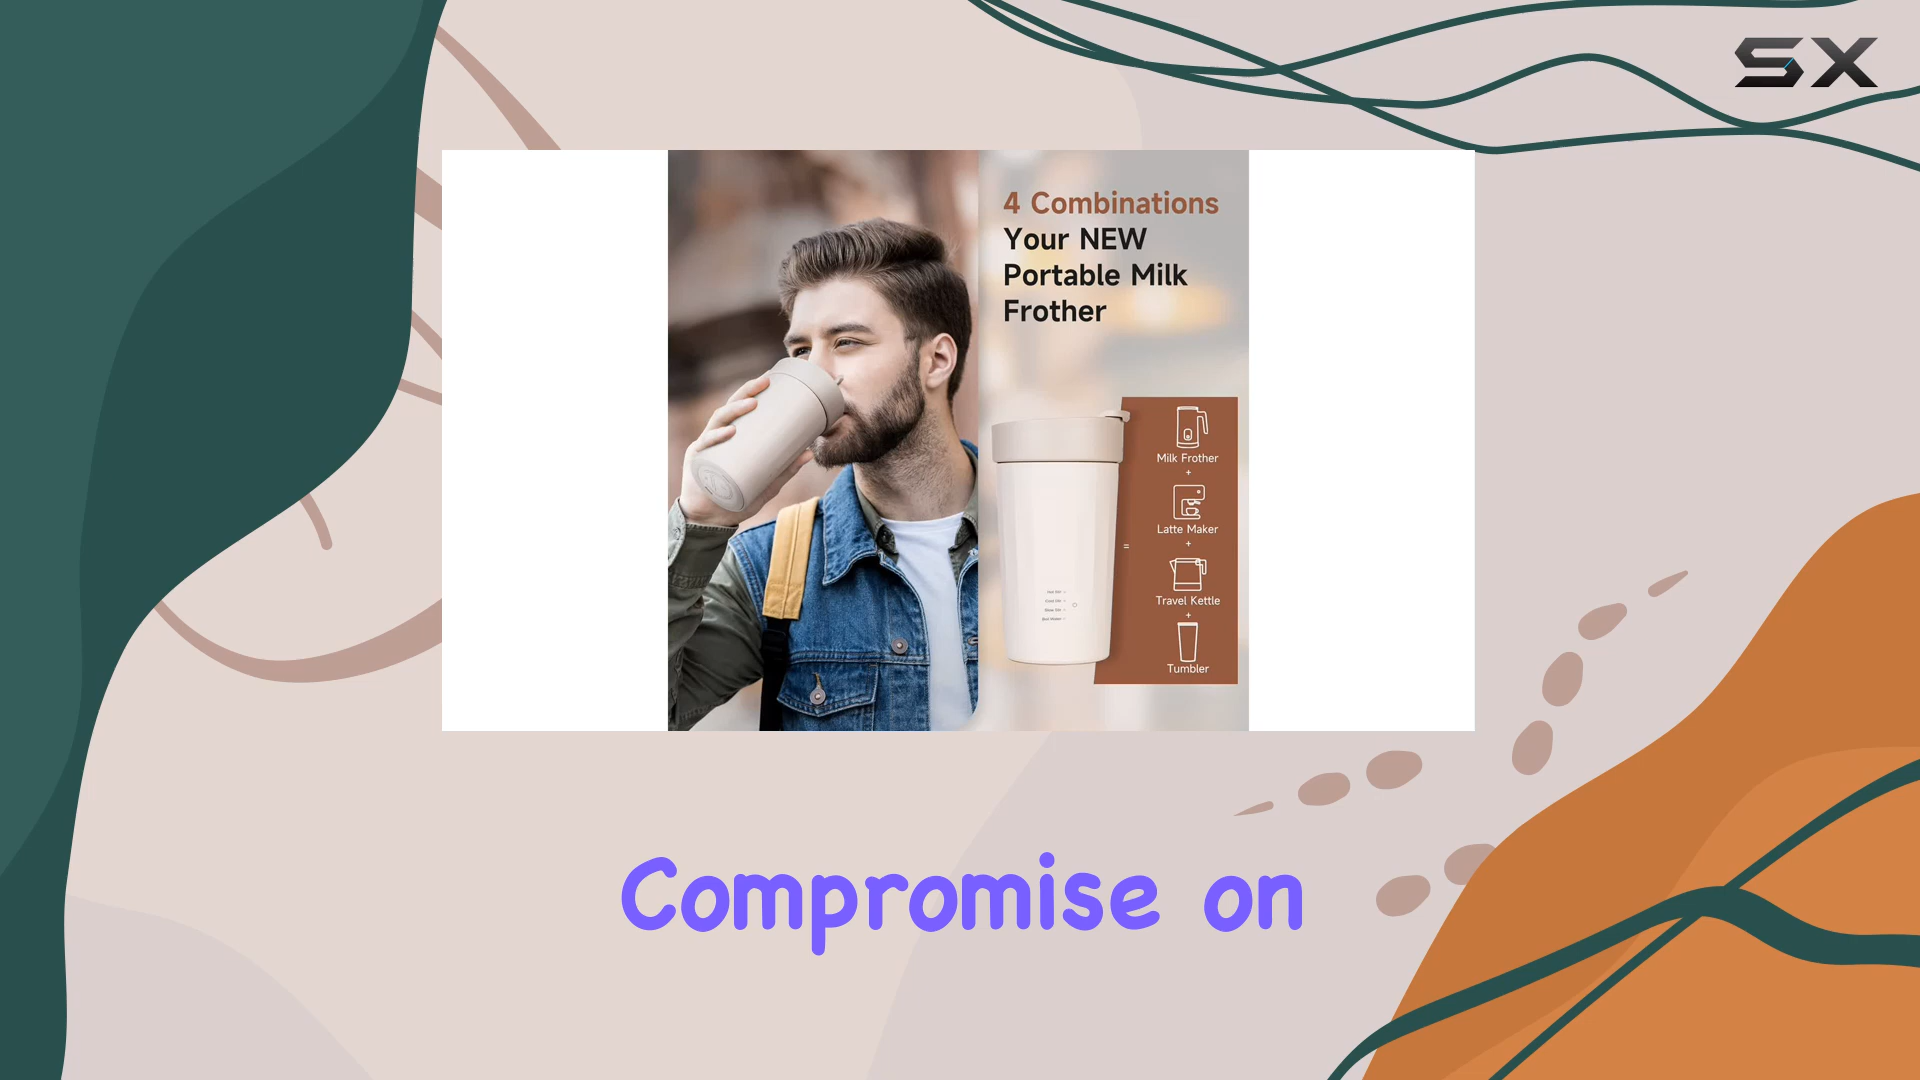 SX
4 Combinations
Your NEW
Portable Milk
Frother
Milk Frother
+
Latte Maker
+
=
Travel Kettle
+
Tumbler
Compromise on